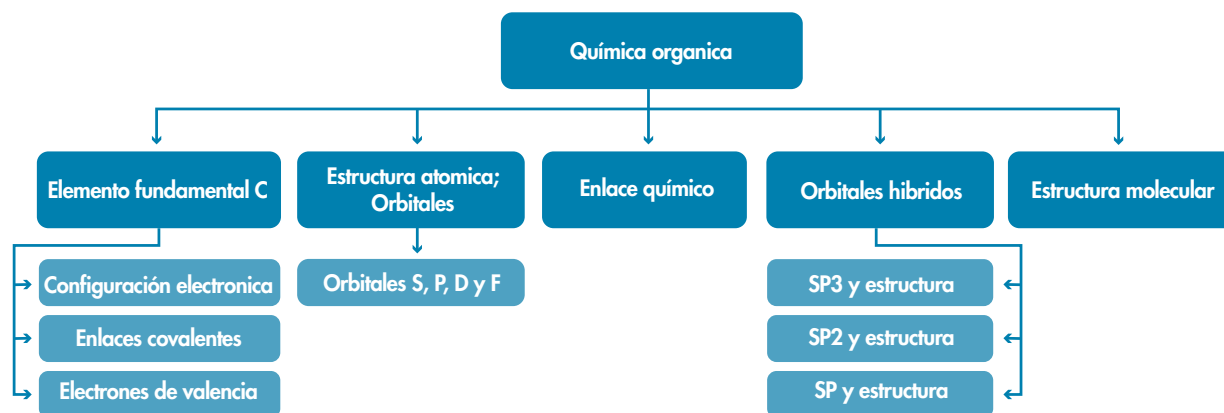 Química organica
Elemento fundamental C
Estructura atomica;
Orbitales
Enlace químico
Orbitales hibridos
Estructura molecular
Configuración electronica
Enlaces covalentes
Electrones de valencia
Orbitales S, P, D y F
SP3 y estructura
SP2 y estructura
SP y estructura